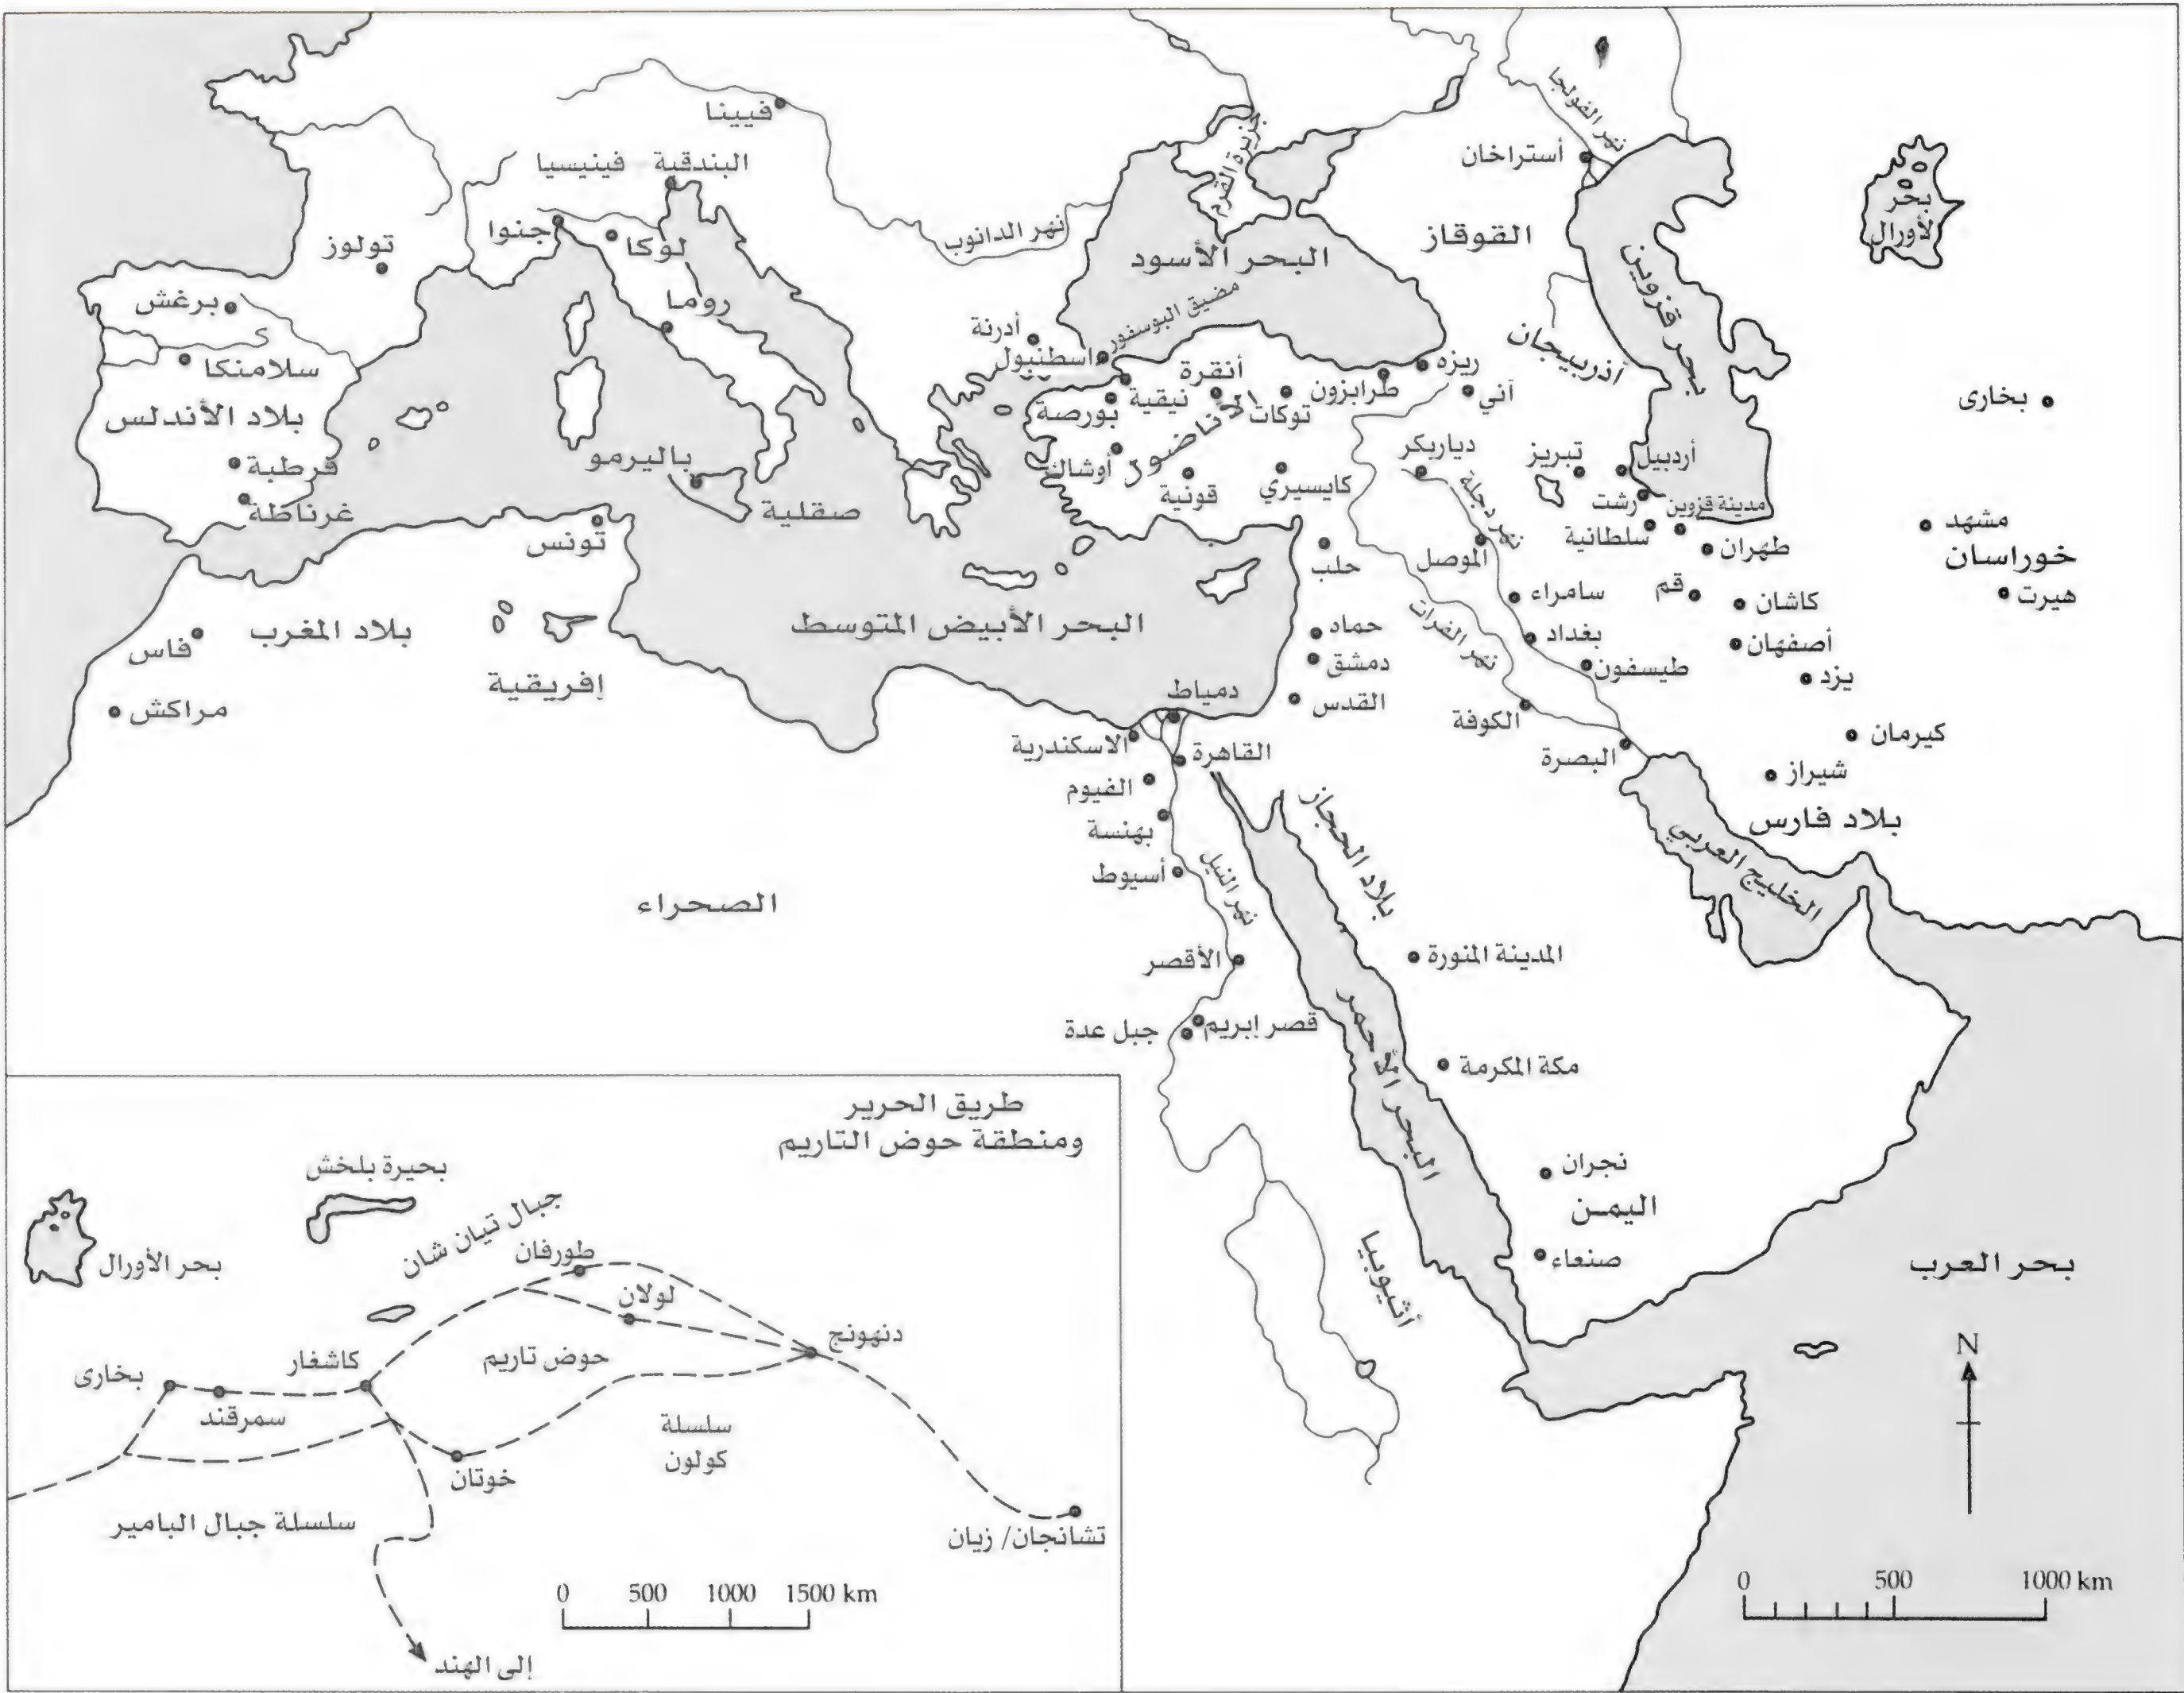 فيينا
البندقية
فينيسيا
جنوا
لوكا
تولوز
روما
برغش
سلامنكا
بلاد الأندلس
قرطبة
غرناطة
باليرمو
صقلية
تونس
بلاد المغرب
فاس
مراكش
إفريقية
الصحراء
البحر الأبيض المتوسط
نهر الدانوب
جزيرة القرم
البحر الأسود
مضيق البوسفور
أدرنة
اسطنبول
نيقية
بورصة
أنقرة
توكات
الأناضول
أوشاك
قونية
كايسيري
طرابزون
ريزه
آني
نهر الفولجا
أستراخان
القوقاز
أذربيجان
بحر قزوين
بحر
لأورال
بخارى
دياربكر
تبريز
أردبيل
رشت
مدينة قزوين
سلطانية
طهران
نهر دجلة
الموصل
حلب
سامراء
قم
كاشان
مشهد
خوراسان
هيرت
حماد
دمشق
القدس
نهر الفرات
بغداد
طيسفون
أصفهان
يزد
الكوفة
البصرة
كيرمان
شيراز
بلاد فارس
الخليج العربي
دمياط
الاسكندرية
القاهرة
الفيوم
بهنسة
أسيوط
نهر النيل
الأقصر
قصر إبريم
جبل عدة
بلاد الحجاز
المدينة المنورة
مكة المكرمة
البحر الأحمر
نجران
اليمن
صنعاء
أثيوبيا
بحر العرب
N
0 500 1000 km
طريق الحرير
ومنطقة حوض التاريم
بحيرة بلخش
جبال تيان شان
بحر الأورال
طورفان
لولان
دنهونج
حوض تاريم
كاشغار
بخارى
سمرقند
خوتان
سلسلة
كولون
سلسلة جبال البامير
تشانجان/ زيان
إلى الهند
0 500 1000 1500 km